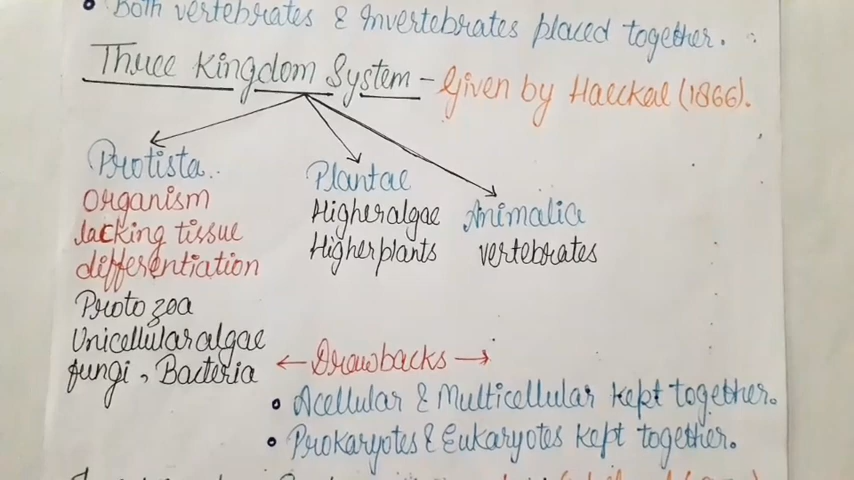 • Both vertebrates & Invertebrates placed together.
Three Kingdom System - Given by Haeckal (1866).
Protista.
organism
lacking tissue
differentiation
Protozoa
Unicellular algae
fungi, Bacteria
Plantae
Higher algae
Higher plants
Animalia
vertebrates
← Drawbacks →
• Acellular & Multicellular kept together.
• Prokaryotes & Eukaryotes kept together.